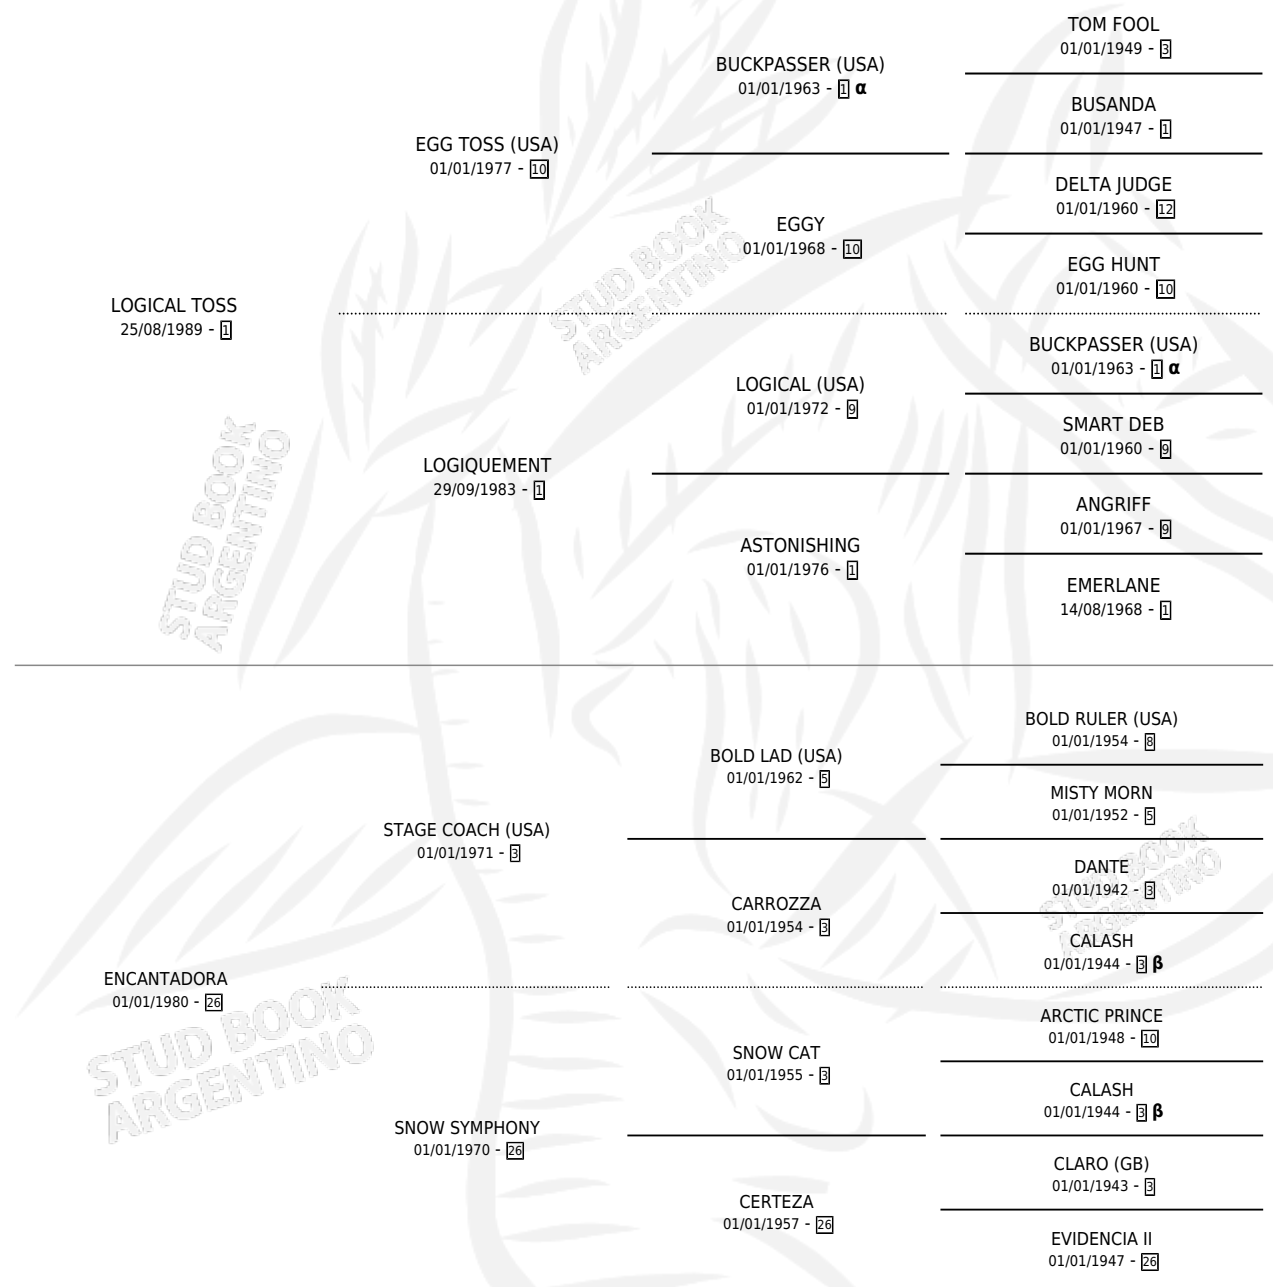 TOM FOOL
01/01/1949 - 3
BUCKPASSER (USA)
01/01/1963 - 1 α
BUSANDA
01/01/1947 - 1
EGG TOSS (USA)
01/01/1977 - 10
DELTA JUDGE
01/01/1960 - 12
EGGY
01/01/1968 - 10
EGG HUNT
01/01/1960 - 10
LOGICAL TOSS
25/08/1989 - 1
BUCKPASSER (USA)
01/01/1963 - 1 α
LOGICAL (USA)
01/01/1972 - 9
SMART DEB
01/01/1960 - 9
LOGIQUEMENT
29/09/1983 - 1
ANGRIFF
01/01/1967 - 9
ASTONISHING
01/01/1976 - 1
EMERLANE
14/08/1968 - 1
BOLD RULER (USA)
01/01/1954 - 8
BOLD LAD (USA)
01/01/1962 - 5
MISTY MORN
01/01/1952 - 5
STAGE COACH (USA)
01/01/1971 - 3
DANTE
01/01/1942 - 3
CARROZZA
01/01/1954 - 3
CALASH
01/01/1944 - 3 β
ENCANTADORA
01/01/1980 - 26
ARCTIC PRINCE
01/01/1948 - 10
SNOW CAT
01/01/1955 - 3
CALASH
01/01/1944 - 3 β
SNOW SYMPHONY
01/01/1970 - 26
CLARO (GB)
01/01/1943 - 3
CERTEZA
01/01/1957 - 26
EVIDENCIA II
01/01/1947 - 26
STUD BOOK
ARGENTINO
STUD BOOK
ARGENTINO
STUD BOOK
ARGENTINO
STUD BOOK
ARGENTINO